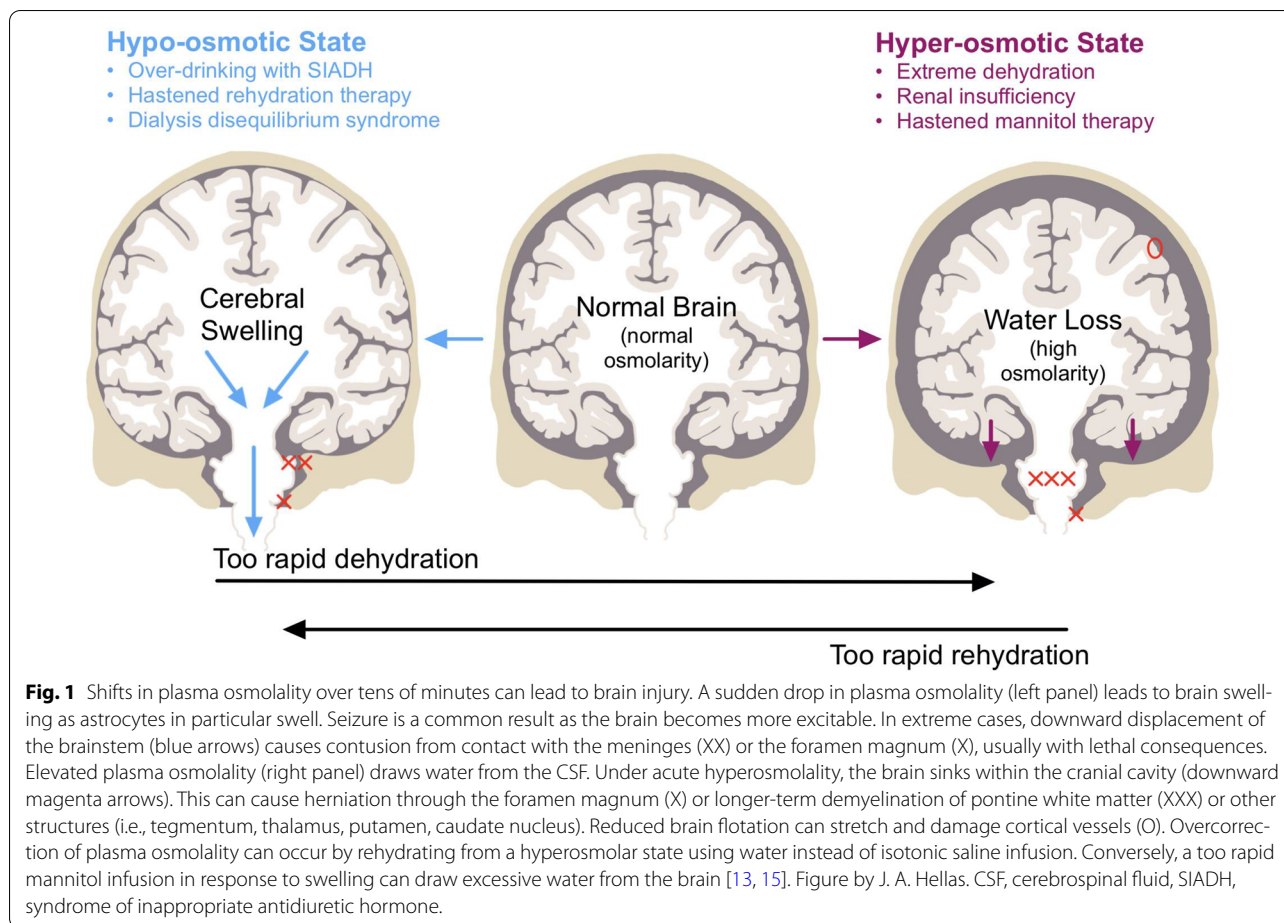 Hypo-osmotic State
• Over-drinking with SIADH
• Hastened rehydration therapy
• Dialysis disequilibrium syndrome
Hyper-osmotic State
• Extreme dehydration
• Renal insufficiency
• Hastened mannitol therapy
Cerebral
Swelling
Normal Brain
(normal
osmolarity)
Water Loss
(high
osmolarity)
O
XX
X
XXX
X
Too rapid dehydration
Too rapid rehydration
Fig. 1 Shifts in plasma osmolality over tens of minutes can lead to brain injury. A sudden drop in plasma osmolality (left panel) leads to brain swell-
ing as astrocytes in particular swell. Seizure is a common result as the brain becomes more excitable. In extreme cases, downward displacement of
the brainstem (blue arrows) causes contusion from contact with the meninges (XX) or the foramen magnum (X), usually with lethal consequences.
Elevated plasma osmolality (right panel) draws water from the CSF. Under acute hyperosmolality, the brain sinks within the cranial cavity (downward
magenta arrows). This can cause herniation through the foramen magnum (X) or longer-term demyelination of pontine white matter (XXX) or other
structures (i.e., tegmentum, thalamus, putamen, caudate nucleus). Reduced brain flotation can stretch and damage cortical vessels (O). Overcorrec-
tion of plasma osmolality can occur by rehydrating from a hyperosmolar state using water instead of isotonic saline infusion. Conversely, a too rapid
mannitol infusion in response to swelling can draw excessive water from the brain [13, 15]. Figure by J. A. Hellas. CSF, cerebrospinal fluid, SIADH,
syndrome of inappropriate antidiuretic hormone.